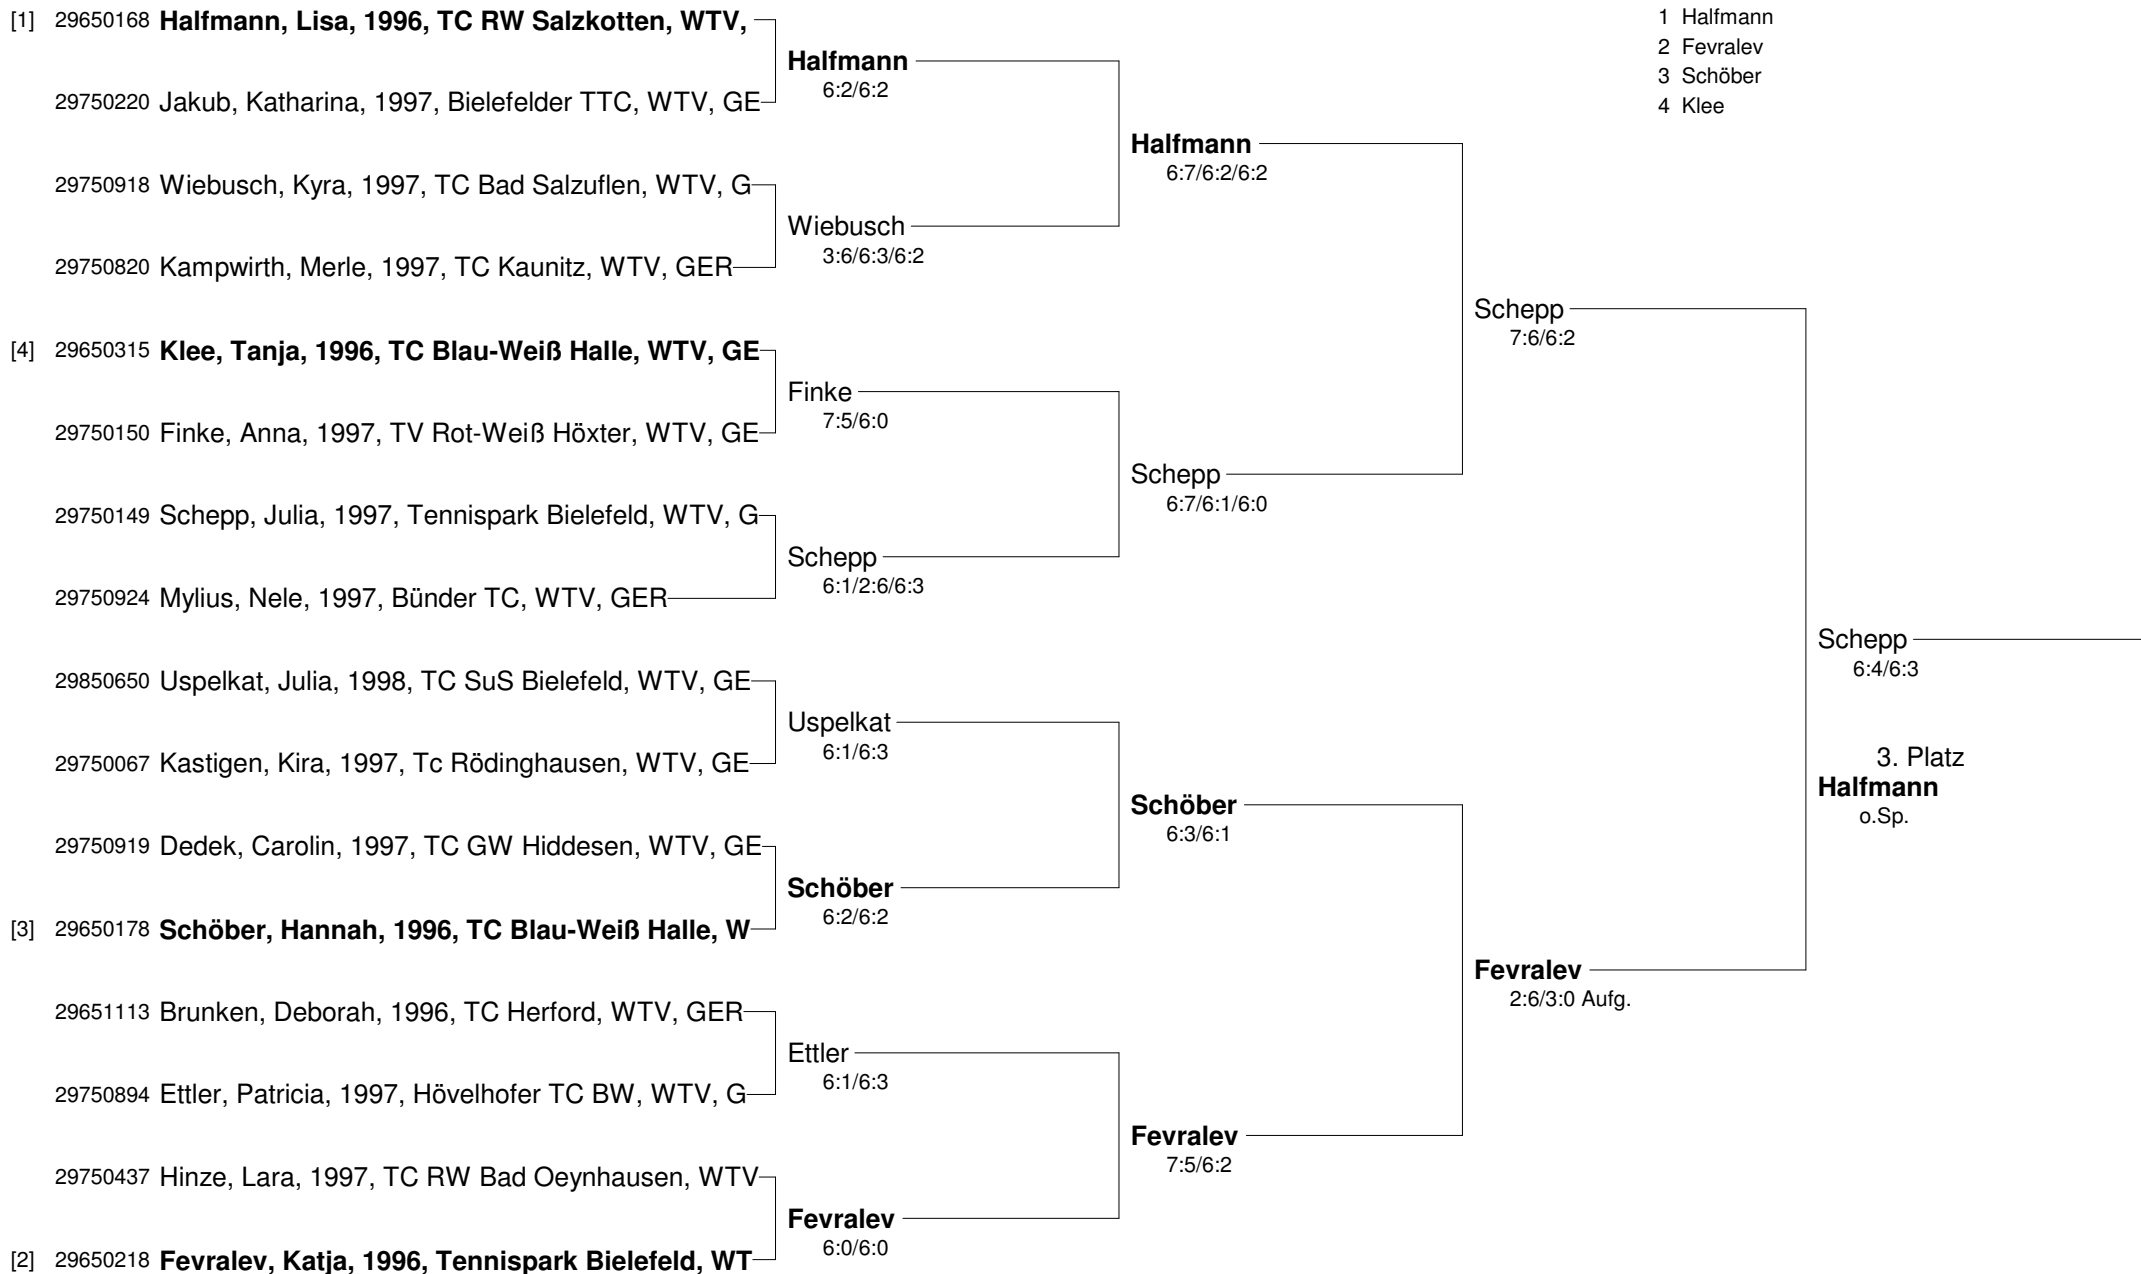 [1] 29650168 Halfmann, Lisa, 1996, TC RW Salzkotten, WTV,
29750220 Jakub, Katharina, 1997, Bielefelder TTC, WTV, GE
29750918 Wiebusch, Kyra, 1997, TC Bad Salzuflen, WTV, G
29750820 Kampwirth, Merle, 1997, TC Kaunitz, WTV, GER
[4] 29650315 Klee, Tanja, 1996, TC Blau-Weiß Halle, WTV, GE
29750150 Finke, Anna, 1997, TV Rot-Weiß Höxter, WTV, GE
29750149 Schepp, Julia, 1997, Tennispark Bielefeld, WTV, G
29750924 Mylius, Nele, 1997, Bünder TC, WTV, GER
29850650 Uspelkat, Julia, 1998, TC SuS Bielefeld, WTV, GE
29750067 Kastigen, Kira, 1997, Tc Rödinghausen, WTV, GE
29750919 Dedek, Carolin, 1997, TC GW Hiddesen, WTV, GE
[3] 29650178 Schöber, Hannah, 1996, TC Blau-Weiß Halle, W
29651113 Brunken, Deborah, 1996, TC Herford, WTV, GER
29750894 Ettler, Patricia, 1997, Hövelhofer TC BW, WTV, G
29750437 Hinze, Lara, 1997, TC RW Bad Oeynhausen, WTV
[2] 29650218 Fevralev, Katja, 1996, Tennispark Bielefeld, WT
Halfmann
6:2/6:2
Wiebusch
3:6/6:3/6:2
Finke
7:5/6:0
Schepp
6:1/2:6/6:3
Uspelkat
6:1/6:3
Schöber
6:2/6:2
Ettler
6:1/6:3
Fevralev
6:0/6:0
Halfmann
6:7/6:2/6:2
Schepp
6:7/6:1/6:0
Schöber
6:3/6:1
Fevralev
7:5/6:2
Schepp
7:6/6:2
Fevralev
2:6/3:0 Aufg.
1 Halfmann
2 Fevralev
3 Schöber
4 Klee
Schepp
6:4/6:3
3. Platz
Halfmann
o.Sp.